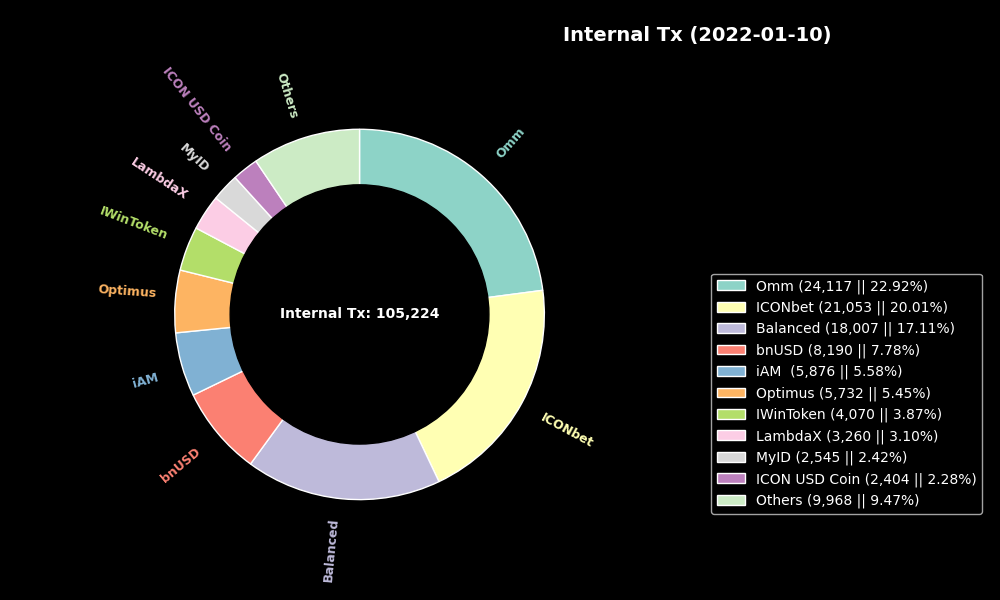 Internal Tx (2022-01-10)
Others
ICON USD Coin
Omm
MyID
LambdaX
IWinToken
Optimus
Internal Tx: 105,224
iAM
ICONbet
bnUSD
Balanced
Omm (24,117 || 22.92%)
ICONbet (21,053 || 20.01%)
Balanced (18,007 || 17.11%)
bnUSD (8,190 || 7.78%)
iAM  (5,876 || 5.58%)
Optimus (5,732 || 5.45%)
IWinToken (4,070 || 3.87%)
LambdaX (3,260 || 3.10%)
MyID (2,545 || 2.42%)
ICON USD Coin (2,404 || 2.28%)
Others (9,968 || 9.47%)